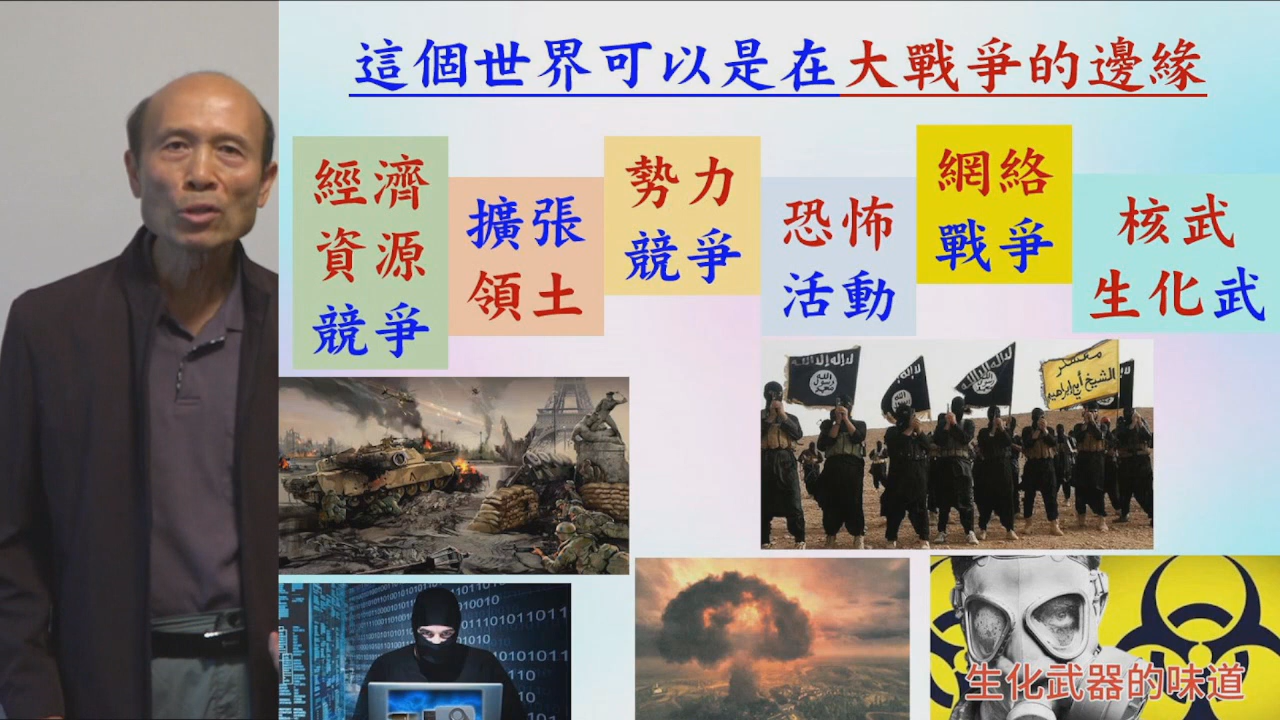 這個世界可以是在大戰爭的邊緣
經濟
資源
競爭
擴張
領土
勢力
競爭
恐怖
活動
網絡
戰爭
核武
生化武
生化武器的味道